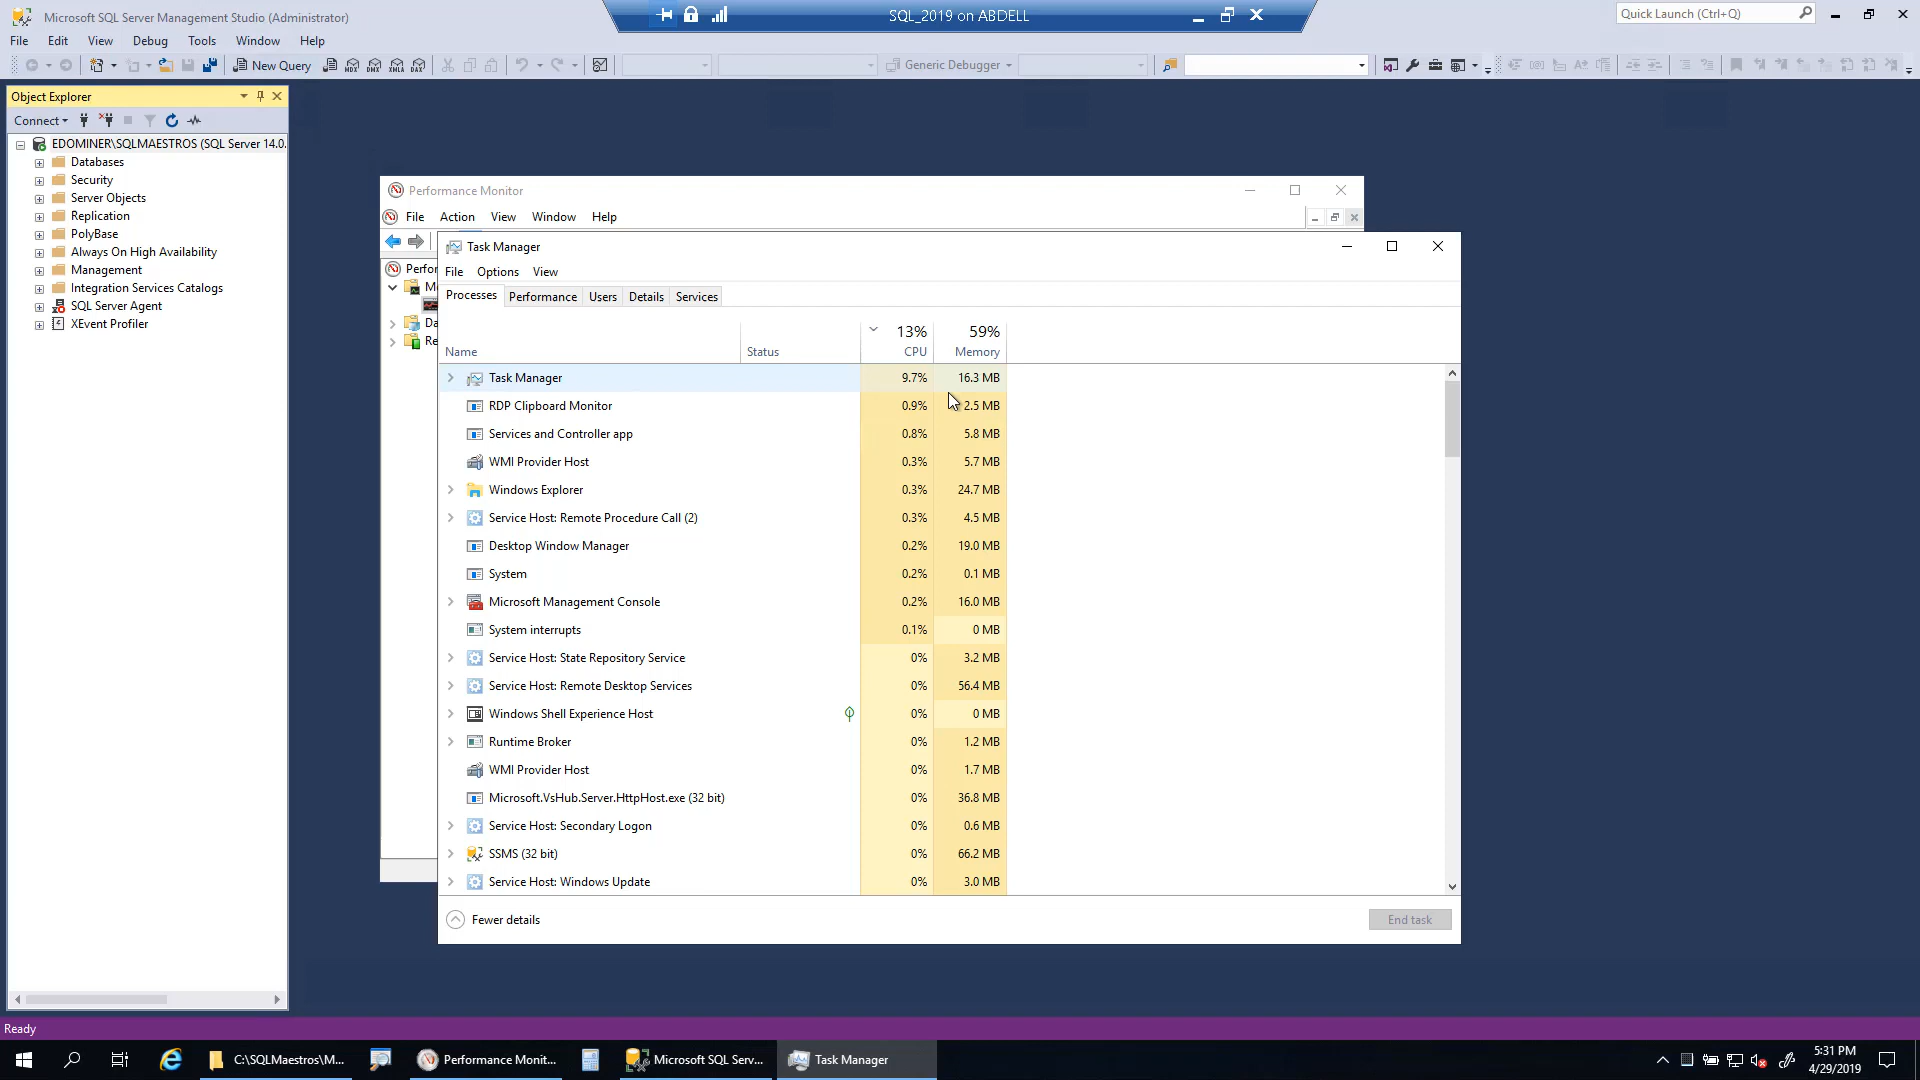 Microsoft SQL Server Management Studio (Administrator)
SQL_2019 on ABDELL
Quick Launch (Ctrl+Q)
File Edit View Debug Tools Window Help
New Query
MDX DMX XMLA DAX
Generic Debugger
Object Explorer
Connect
EDOMINER\SQLMAESTROS (SQL Server 14.0.
Databases
Security
Server Objects
Replication
PolyBase
Always On High Availability
Management
Integration Services Catalogs
SQL Server Agent
XEvent Profiler
Performance Monitor
File Action View Window Help
Perfor
M
Da
Re
Task Manager
File Options View
Processes Performance Users Details Services
13% 59%
Name Status CPU Memory
Task Manager 9.7% 16.3 MB
RDP Clipboard Monitor 0.9% 2.5 MB
Services and Controller app 0.8% 5.8 MB
WMI Provider Host 0.3% 5.7 MB
Windows Explorer 0.3% 24.7 MB
Service Host: Remote Procedure Call (2) 0.3% 4.5 MB
Desktop Window Manager 0.2% 19.0 MB
System 0.2% 0.1 MB
Microsoft Management Console 0.2% 16.0 MB
System interrupts 0.1% 0 MB
Service Host: State Repository Service 0% 3.2 MB
Service Host: Remote Desktop Services 0% 56.4 MB
Windows Shell Experience Host 0% 0 MB
Runtime Broker 0% 1.2 MB
WMI Provider Host 0% 1.7 MB
Microsoft.VsHub.Server.HttpHost.exe (32 bit) 0% 36.8 MB
Service Host: Secondary Logon 0% 0.6 MB
SSMS (32 bit) 0% 66.2 MB
Service Host: Windows Update 0% 3.0 MB
Fewer details End task
Ready
C:\SQLMaestros\M... Performance Monit... Microsoft SQL Serv... Task Manager
5:31 PM
4/29/2019